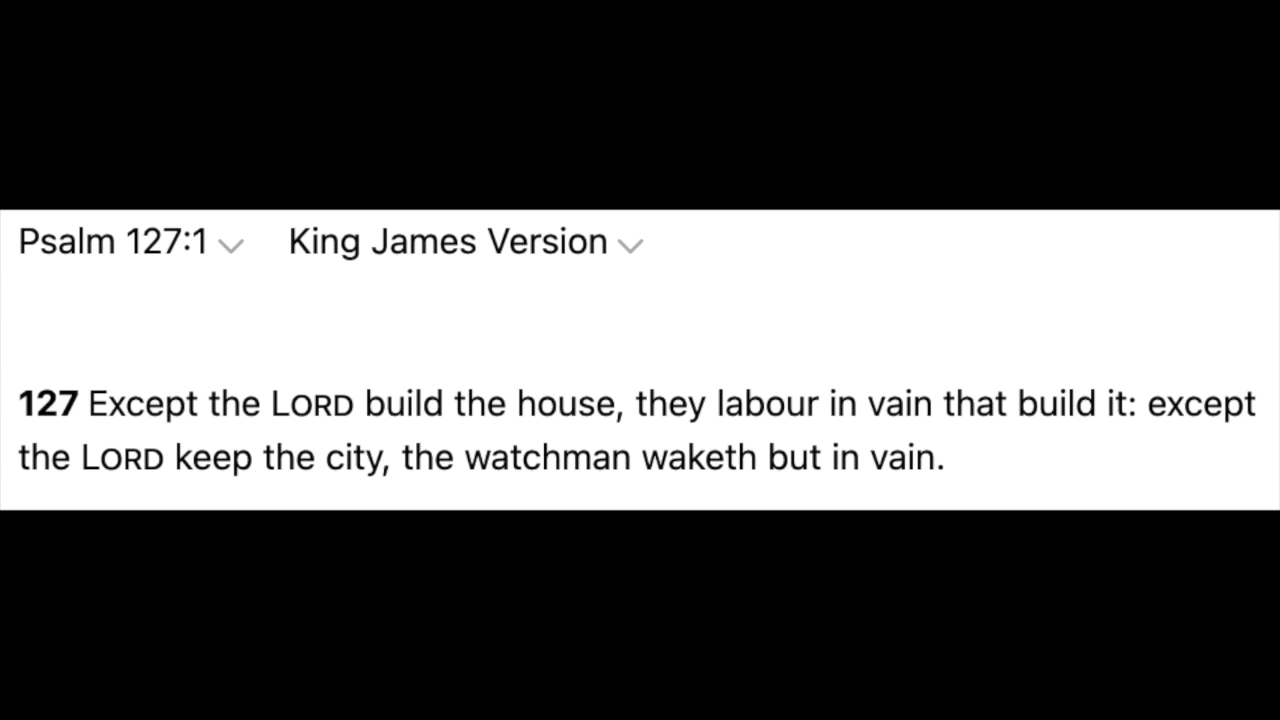 Psalm 127:1 King James Version
127 Except the LORD build the house, they labour in vain that build it: except
the LORD keep the city, the watchman waketh but in vain.